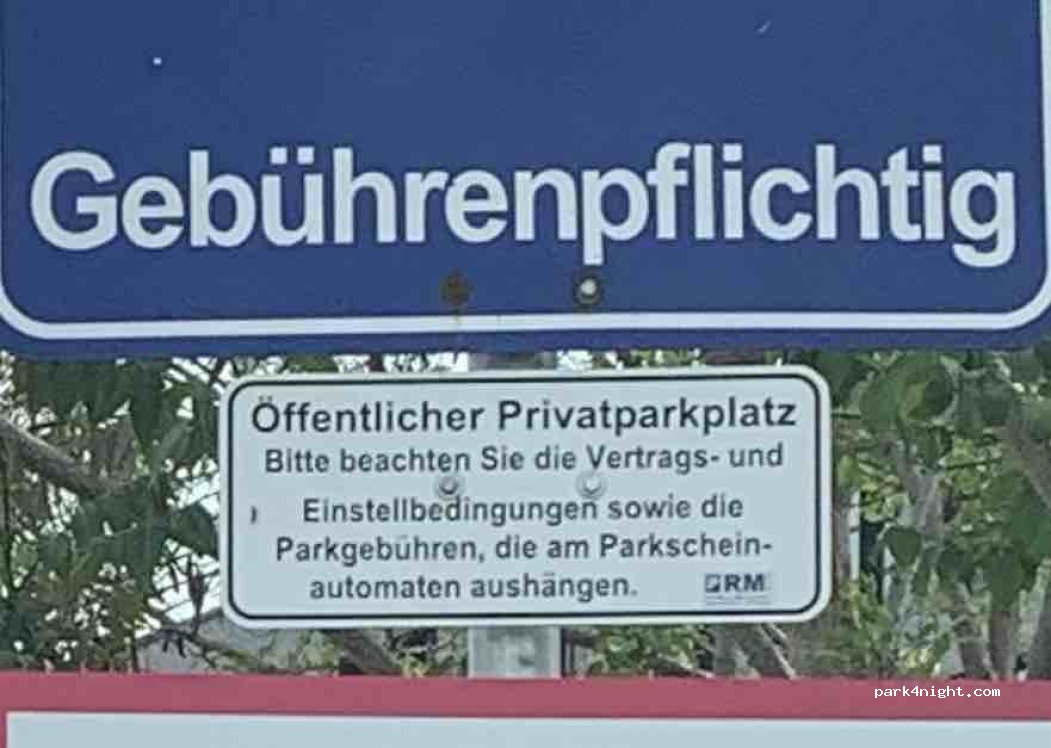 Gebührenpflichtig
Öffentlicher Privatparkplatz
Bitte beachten Sie die Vertrags- und
Einstellbedingungen sowie die
Parkgebühren, die am Parkschein-
automaten aushängen.
PRM
park4night.com